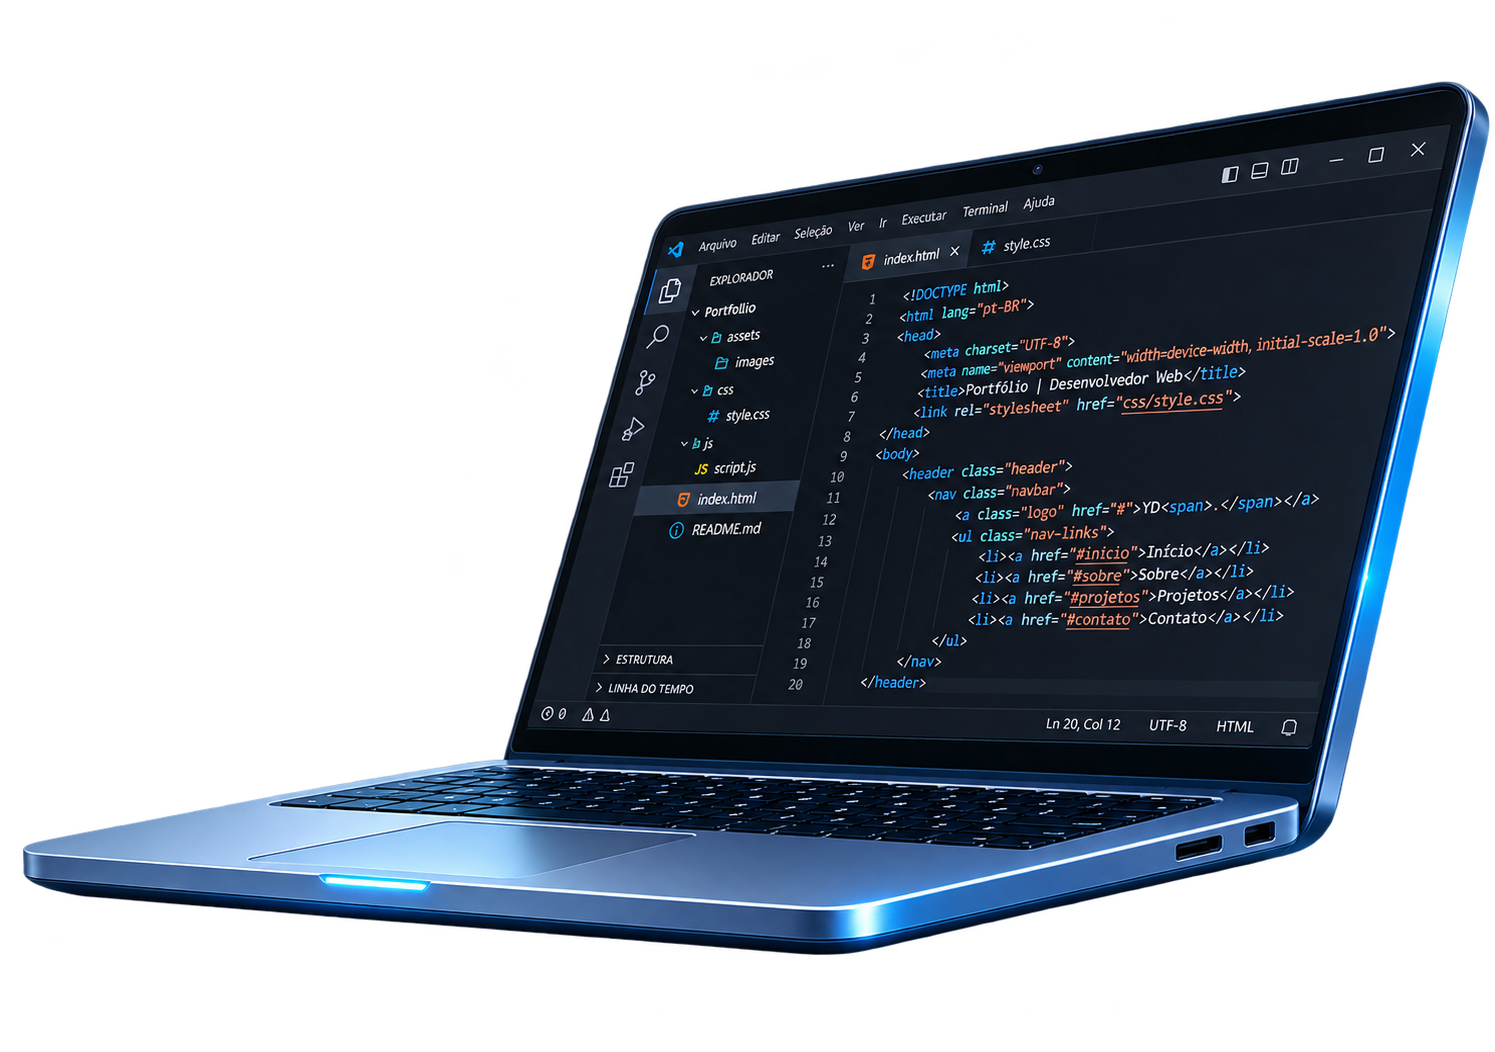 Arquivo Editar Seleção Ver Ir Executar Terminal Ajuda
EXPLORADOR ...
Portfollio
assets
images
css
style.css
js
JS script.js
index.html
README.md
ESTRUTURA
LINHA DO TEMPO
index.html
style.css
1 <!DOCTYPE html>
2 <html lang="pt-BR">
3 <head>
4 <meta charset="UTF-8">
5 <meta name="viewport" content="width=device-width, initial-scale=1.0">
6 <title>Portfólio | Desenvolvedor Web</title>
7 <link rel="stylesheet" href="css/style.css">
8 </head>
9 <body>
10 <header class="header">
11 <nav class="navbar">
12 <a class="logo" href="#">YD<span>.</span></a>
13 <ul class="nav-links">
14 <li><a href="#inicio">Início</a></li>
15 <li><a href="#sobre">Sobre</a></li>
16 <li><a href="#projetos">Projetos</a></li>
17 <li><a href="#contato">Contato</a></li>
18 </ul>
19 </nav>
20 </header>
0
Ln 20, Col 12 UTF-8 HTML